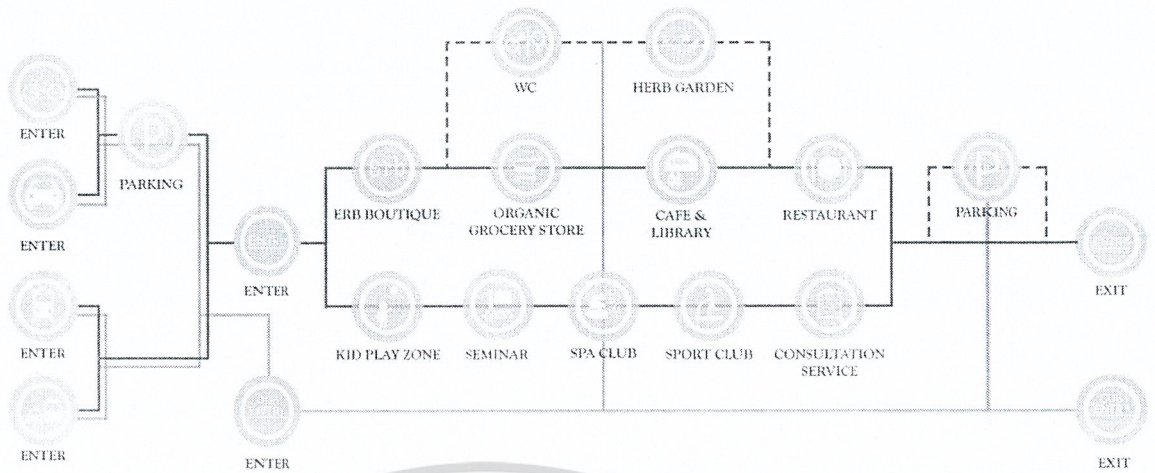 WC
HERB GARDEN
ENTER
P
PARKING
ENTER
ERB BOUTIQUE
ORGANIC
GROCERY STORE
CAFE &
LIBRARY
RESTAURANT
P
PARKING
ENTER
EXIT
ENTER
KID PLAY ZONE
SEMINAR
SPA CLUB
SPORT CLUB
CONSULTATION
SERVICE
ENTER
ENTER
EXIT